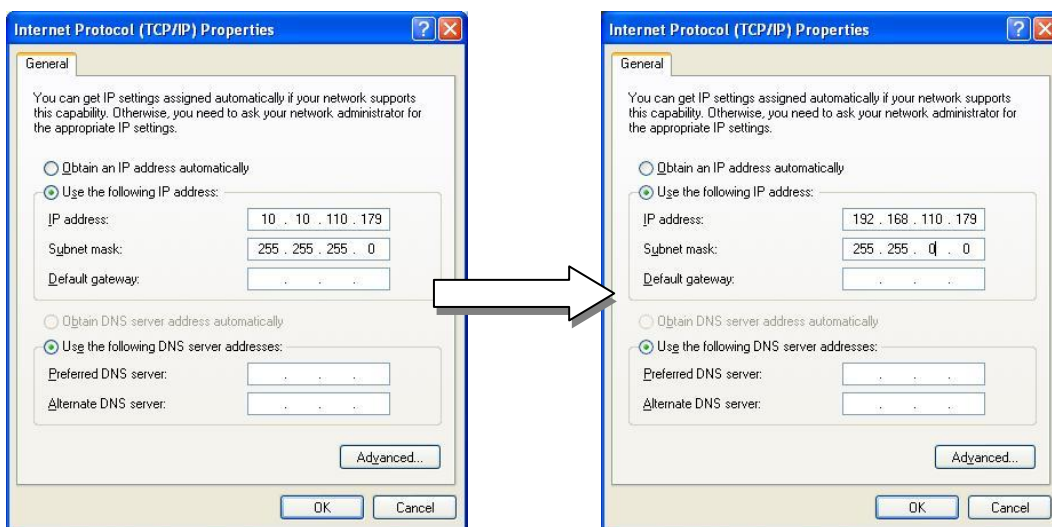 Internet Protocol (TCP/IP) Properties
General
You can get IP settings assigned automatically if your network supports
this capability. Otherwise, you need to ask your network administrator for
the appropriate IP settings.
Obtain an IP address automatically
Use the following IP address:
IP address: 10 . 10 . 110 . 179
Subnet mask: 255 . 255 . 255 . 0
Default gateway: . . .
Obtain DNS server address automatically
Use the following DNS server addresses:
Preferred DNS server: . . .
Alternate DNS server: . . .
Advanced...
OK Cancel
Internet Protocol (TCP/IP) Properties
General
You can get IP settings assigned automatically if your network supports
this capability. Otherwise, you need to ask your network administrator for
the appropriate IP settings.
Obtain an IP address automatically
Use the following IP address:
IP address: 192 . 168 . 110 . 179
Subnet mask: 255 . 255 . 0 . 0
Default gateway: . . .
Obtain DNS server address automatically
Use the following DNS server addresses:
Preferred DNS server: . . .
Alternate DNS server: . . .
Advanced...
OK Cancel